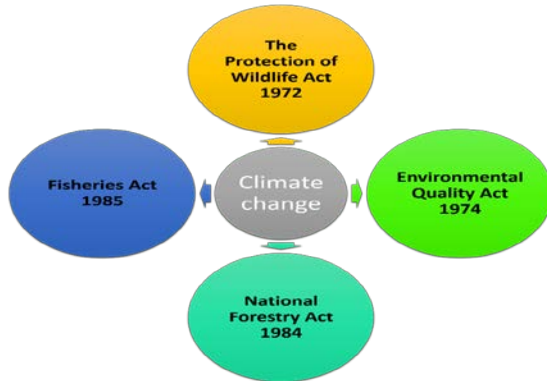 The
Protection of
Wildlife Act
1972
Fisheries Act
1985
Climate
change
Environmental
Quality Act
1974
National
Forestry Act
1984